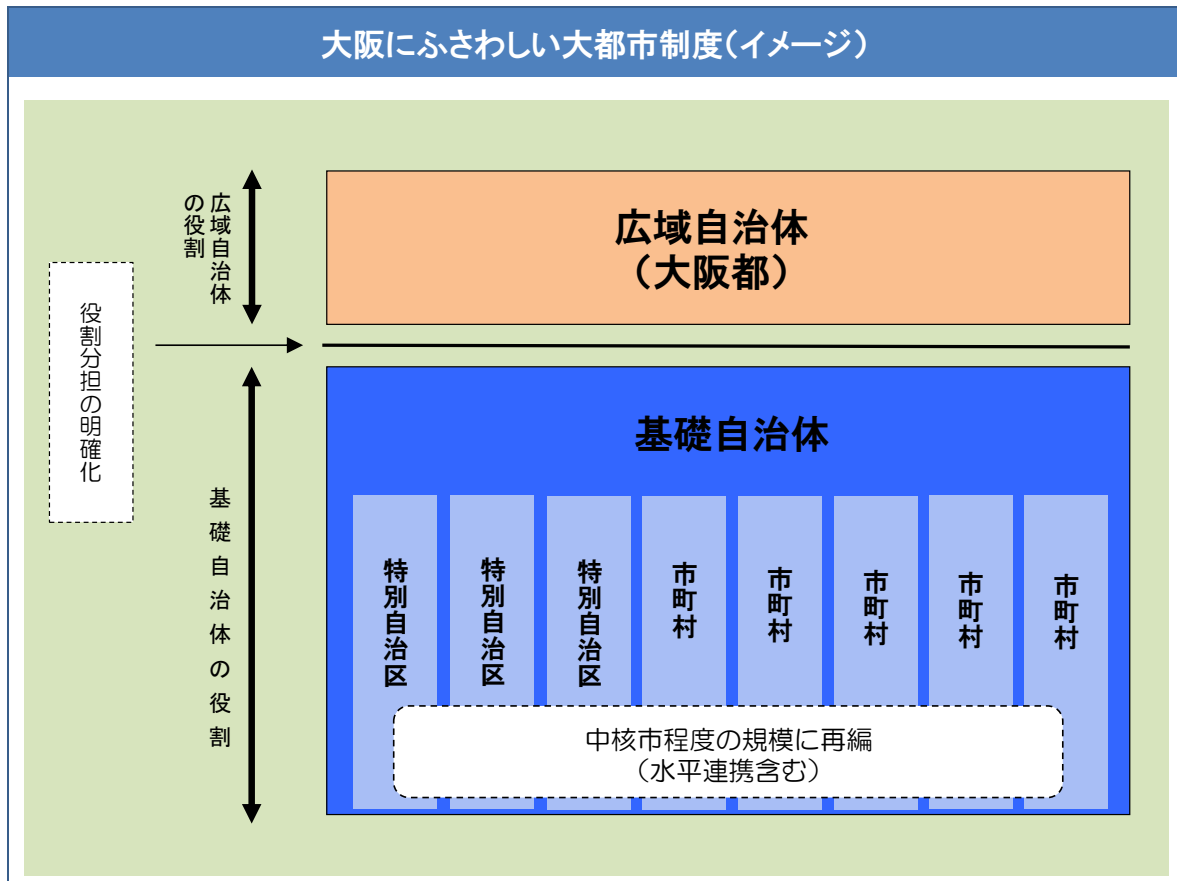 大阪にふさわしい大都市制度(イメージ)
広域自治体
の役割
広域自治体
(大阪都)
役割分担の明確化
基礎自治体の役割
基礎自治体
特別自治区
特別自治区
特別自治区
市町村
市町村
市町村
市町村
市町村
中核市程度の規模に再編
(水平連携含む)